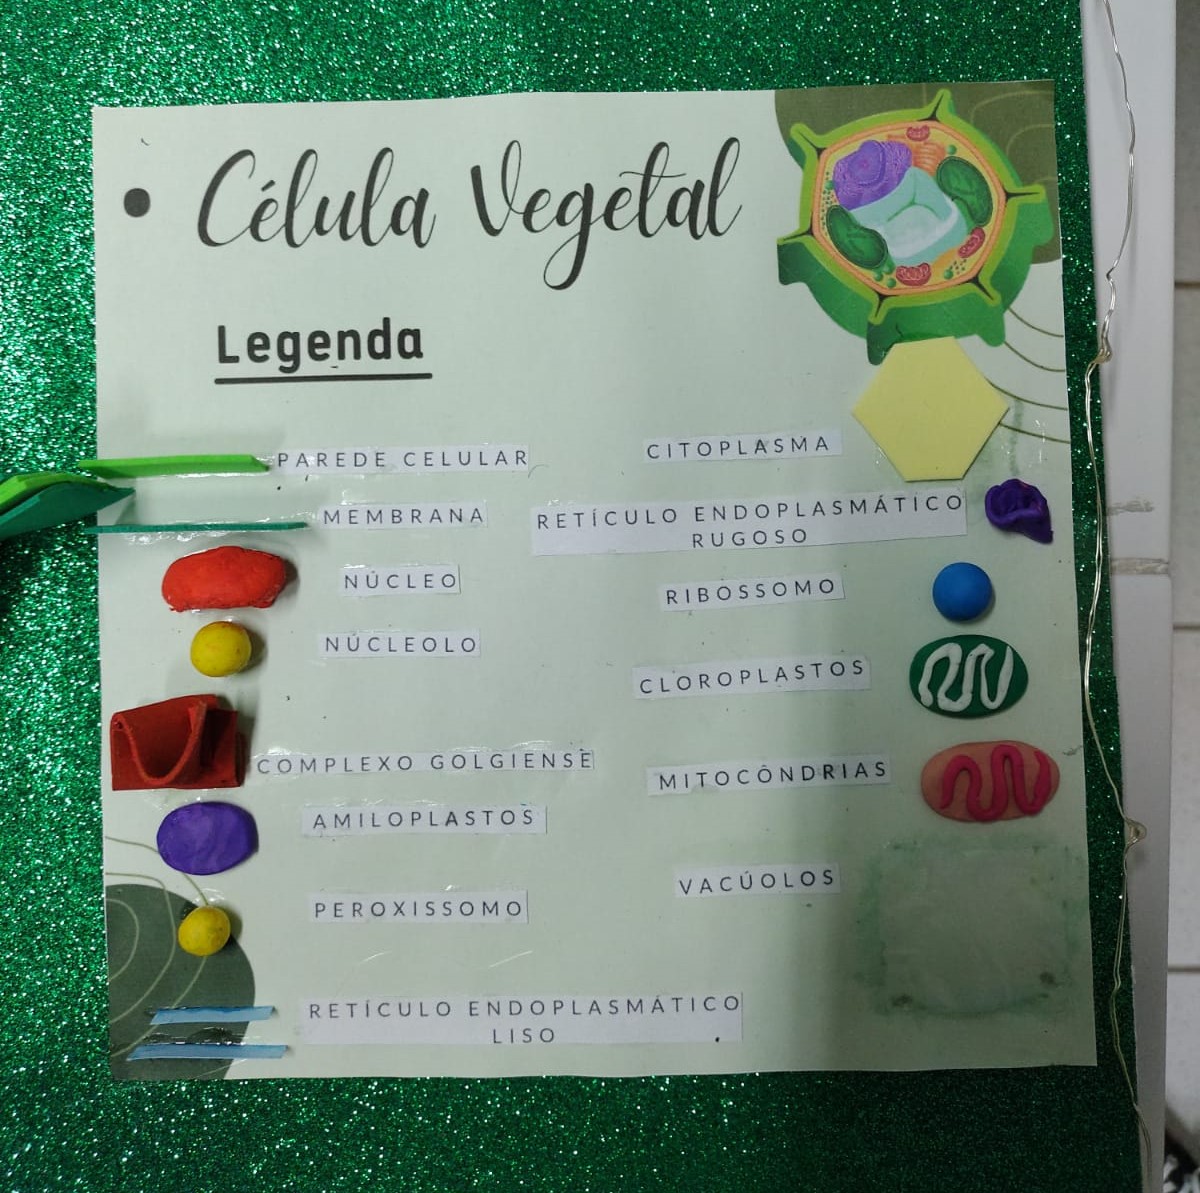 Célula Vegetal
Legenda
PAREDE CELULAR
MEMBRANA
NÚCLEO
NÚCLEOLO
COMPLEXO GOLGIENSE
AMILOPLASTOS
PEROXISSOMO
RETÍCULO ENDOPLASMÁTICO
LISO
CITOPLASMA
RETÍCULO ENDOPLASMÁTICO
RUGOSO
RIBOSSOMO
CLOROPLASTOS
MITOCÔNDRIAS
VACÚOLOS